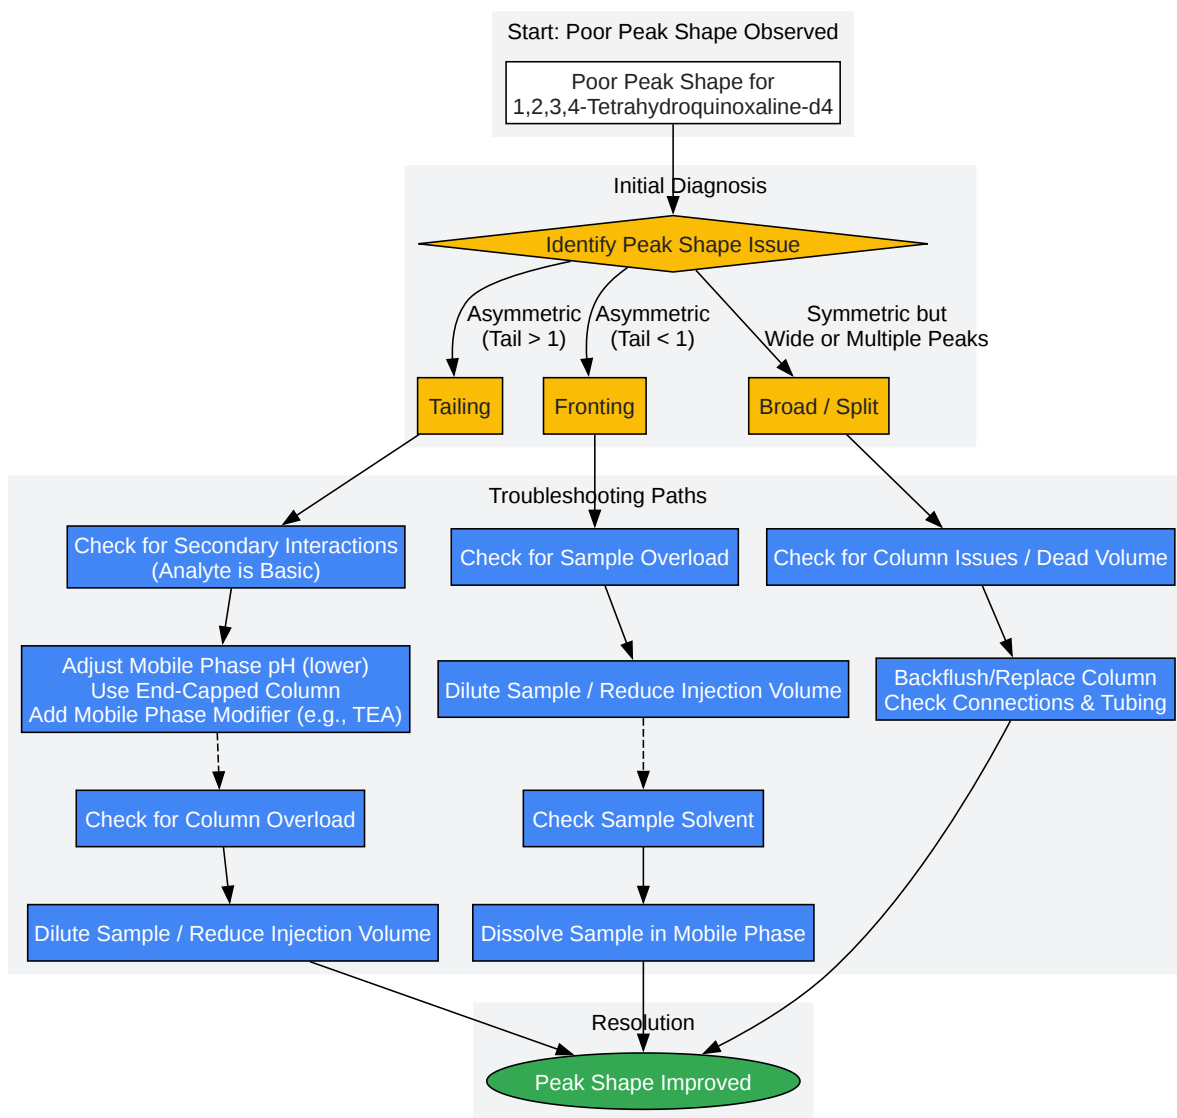 Start: Poor Peak Shape Observed
Poor Peak Shape for
1,2,3,4-Tetrahydroquinoxaline-d4
Initial Diagnosis
Identify Peak Shape Issue
Asymmetric
(Tail > 1)
Asymmetric
(Tail < 1)
Symmetric but
Wide or Multiple Peaks
Tailing
Fronting
Broad / Split
Troubleshooting Paths
Check for Secondary Interactions
(Analyte is Basic)
Check for Sample Overload
Check for Column Issues / Dead Volume
Adjust Mobile Phase pH (lower)
Use End-Capped Column
Add Mobile Phase Modifier (e.g., TEA)
Dilute Sample / Reduce Injection Volume
Backflush/Replace Column
Check Connections & Tubing
Check for Column Overload
Check Sample Solvent
Dilute Sample / Reduce Injection Volume
Dissolve Sample in Mobile Phase
Resolution
Peak Shape Improved